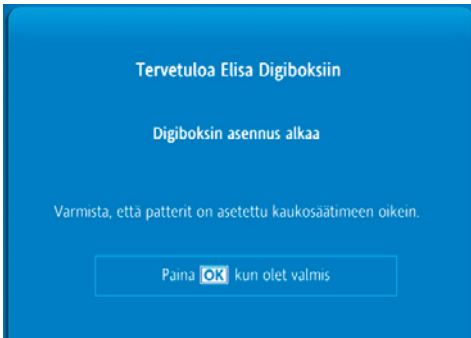 Tervetuloa Elisa Digiboksiin
Digiboksin asennus alkaa
Varmista, että patterit on asetettu kaukosäätimeen oikein.
Paina OK kun olet valmis